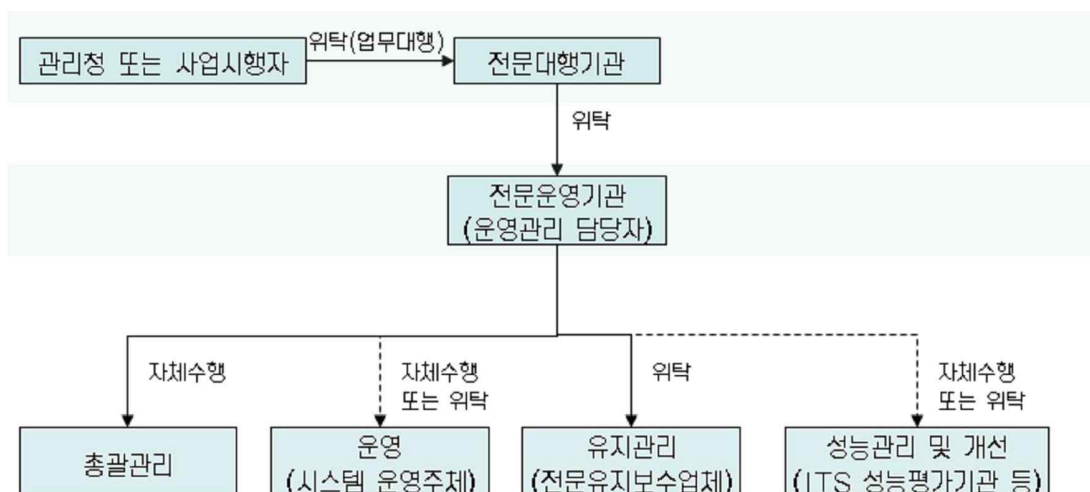 위탁(업무대행)
관리청 또는 사업시행자
전문대행기관
위탁
전문운영기관
(운영관리 담당자)
자체수행
자체수행
또는 위탁
위탁
자체수행
또는 위탁
총괄관리
운영
(시스템 운영주체)
유지관리
(전문유지보수업체)
성능관리 및 개선
(ITS 성능평가기관 등)